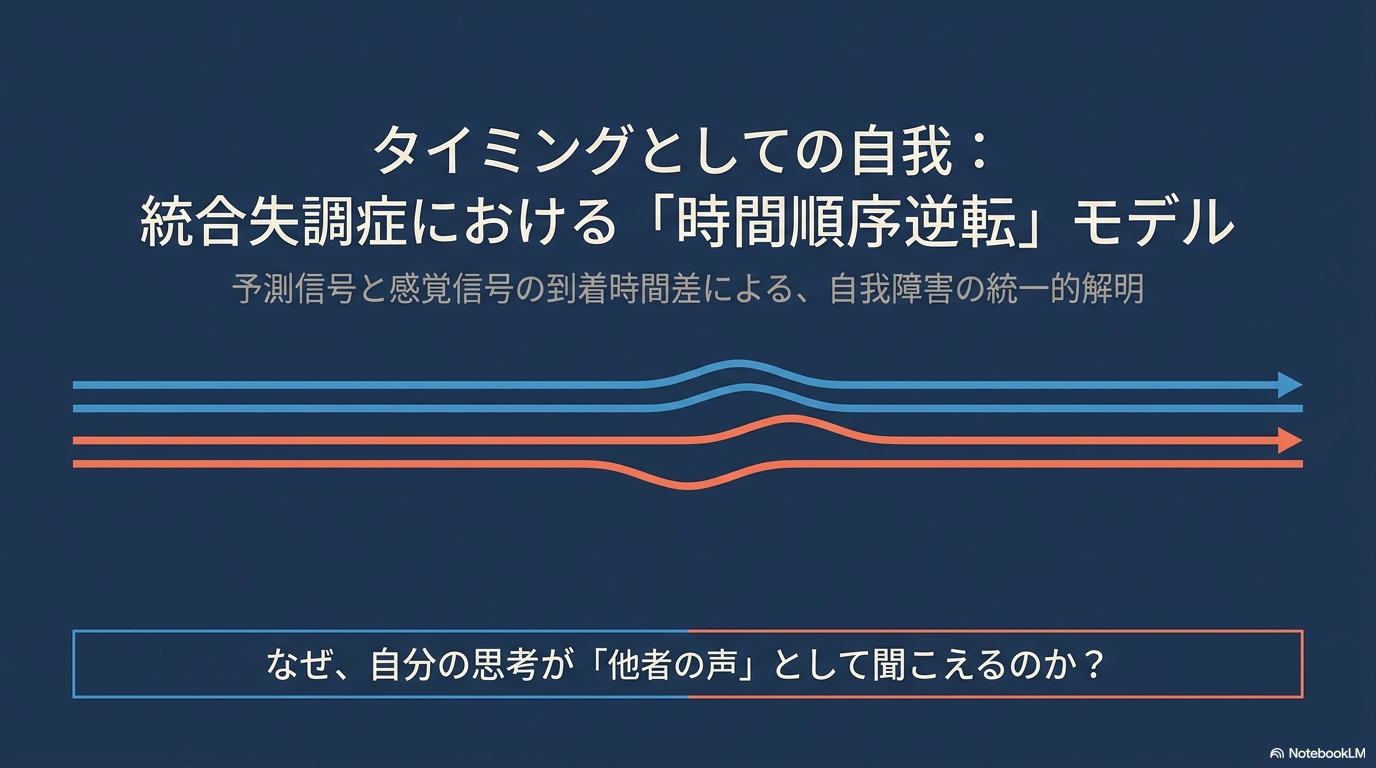 タイミングとしての自我：
統合失調症における「時間順序逆転」モデル
予測信号と感覚信号の到着時間差による、自我障害の統一的解明
なぜ、自分の思考が「他者の声」として聞こえるのか？
NotebookLM